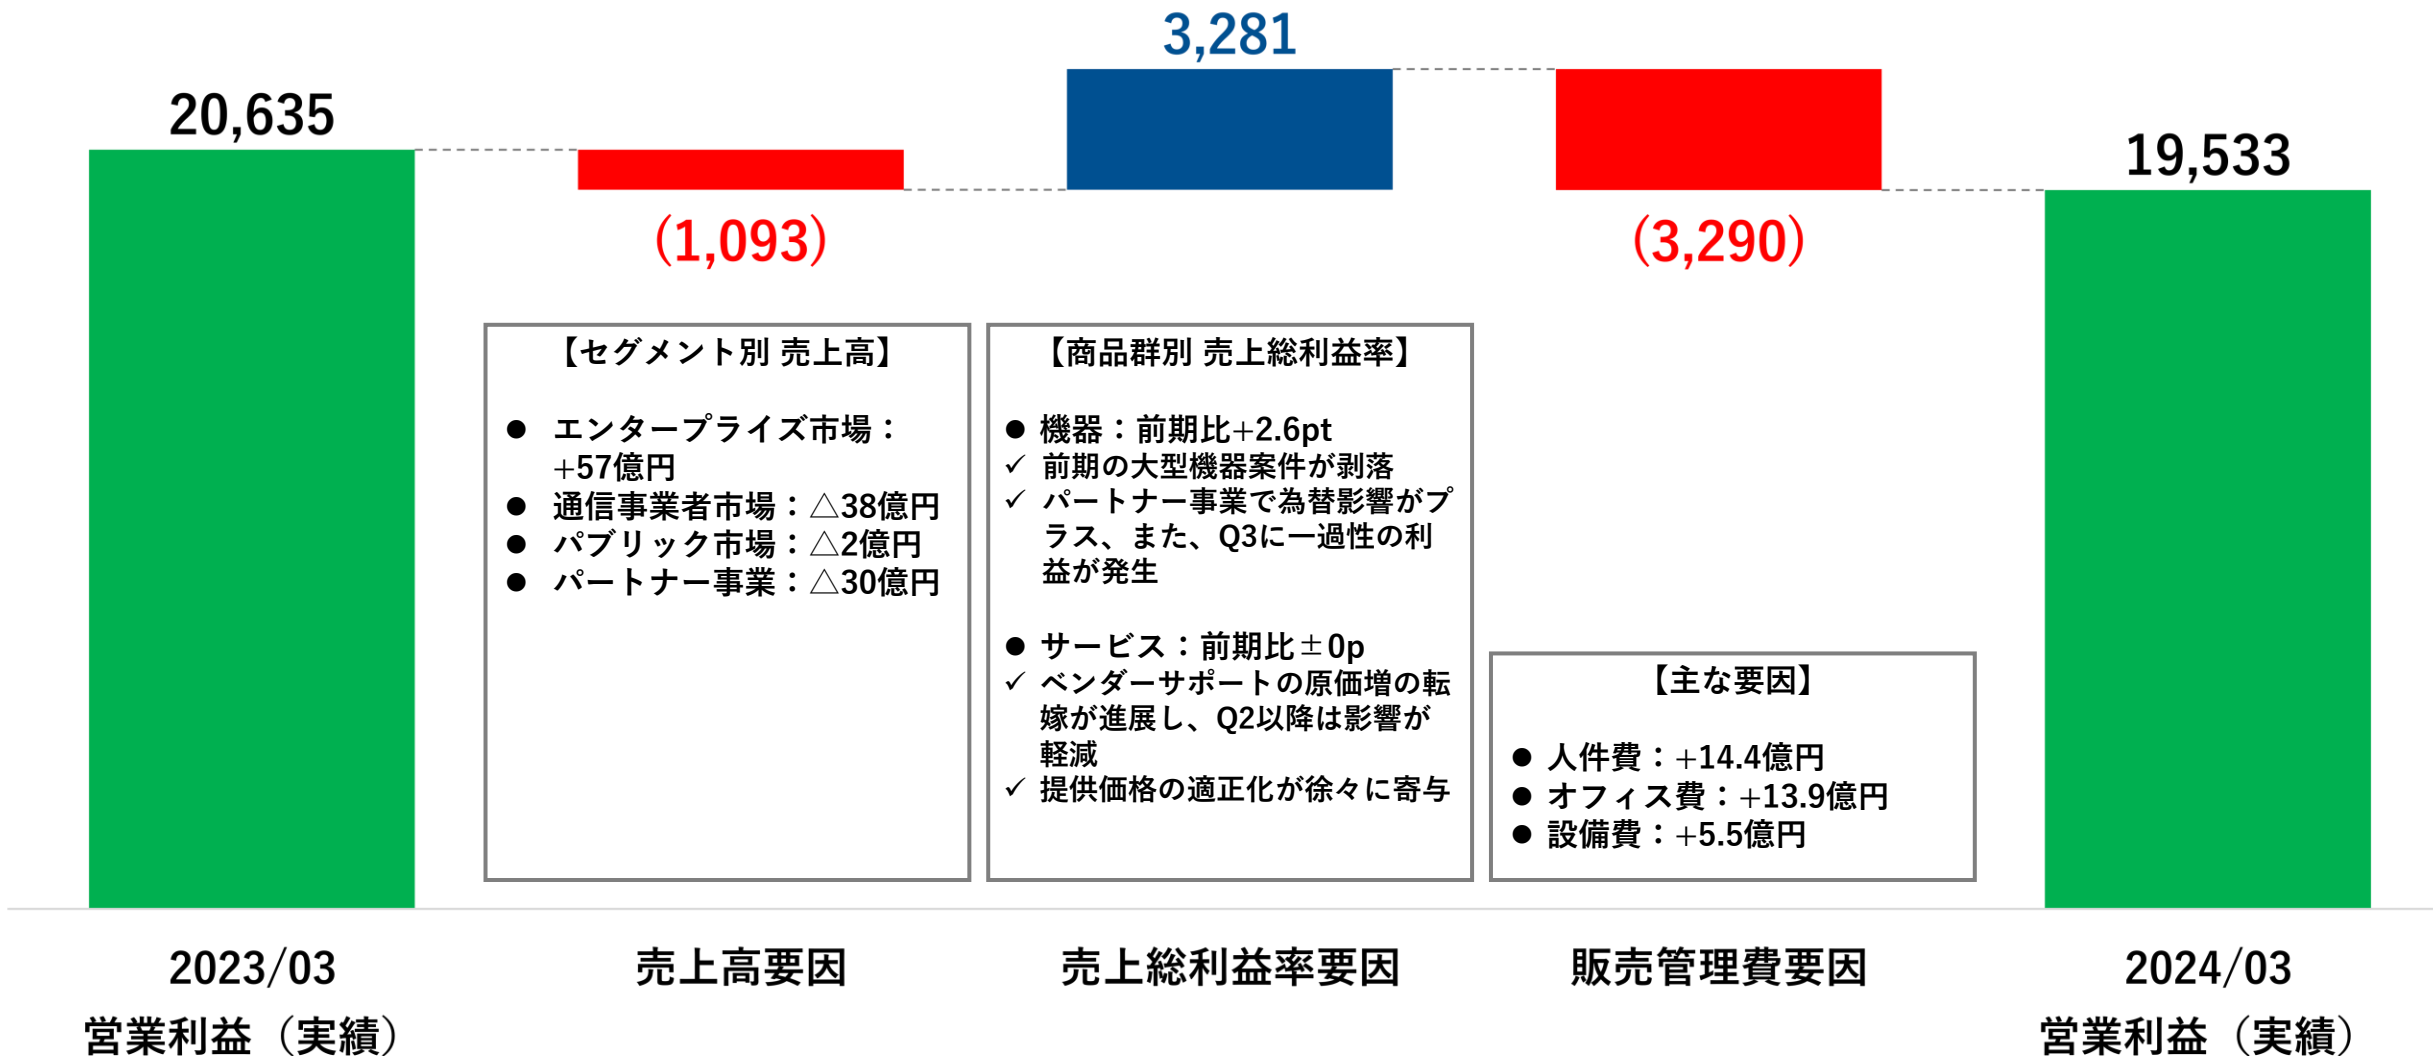 3,281
20,635
19,533
(1,093)
(3,290)
【セグメント別 売上高】
● エンタープライズ市場：
+57億円
● 通信事業者市場：△38億円
● パブリック市場：△2億円
● パートナー事業：△30億円
【商品群別 売上総利益率】
● 機器：前期比+2.6pt
✓ 前期の大型機器案件が剥落
✓ パートナー事業で為替影響がプ
ラス、また、Q3に一過性の利
益が発生
● サービス：前期比±0p
✓ ベンダーサポートの原価増の転
嫁が進展し、Q2以降は影響が
軽減
✓ 提供価格の適正化が徐々に寄与
【主な要因】
● 人件費：+14.4億円
● オフィス費：+13.9億円
● 設備費：+5.5億円
2023/03
営業利益（実績）
売上高要因
売上総利益率要因
販売管理費要因
2024/03
営業利益（実績）